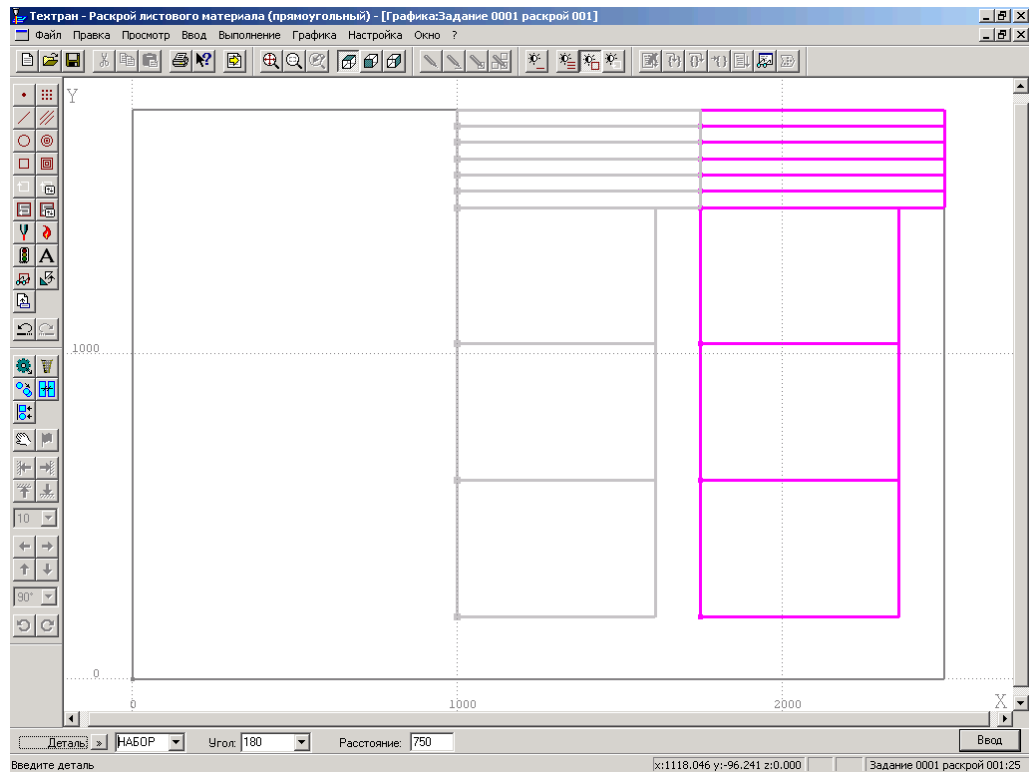 Техтран - Раскрой листового материала (прямоугольный) - [Графика:Задание 0001 раскрой 001]
Файл Правка Просмотр Ввод Выполнение Графика Настройка Окно ?
Y
A
1000
10
90°
0
0 1000 2000 X
Деталь: » НАБОР Угол: 180 Расстояние: 750 Ввод
Введите деталь x:1118.046 y:-96.241 z:0.000 Задание 0001 раскрой 001:25